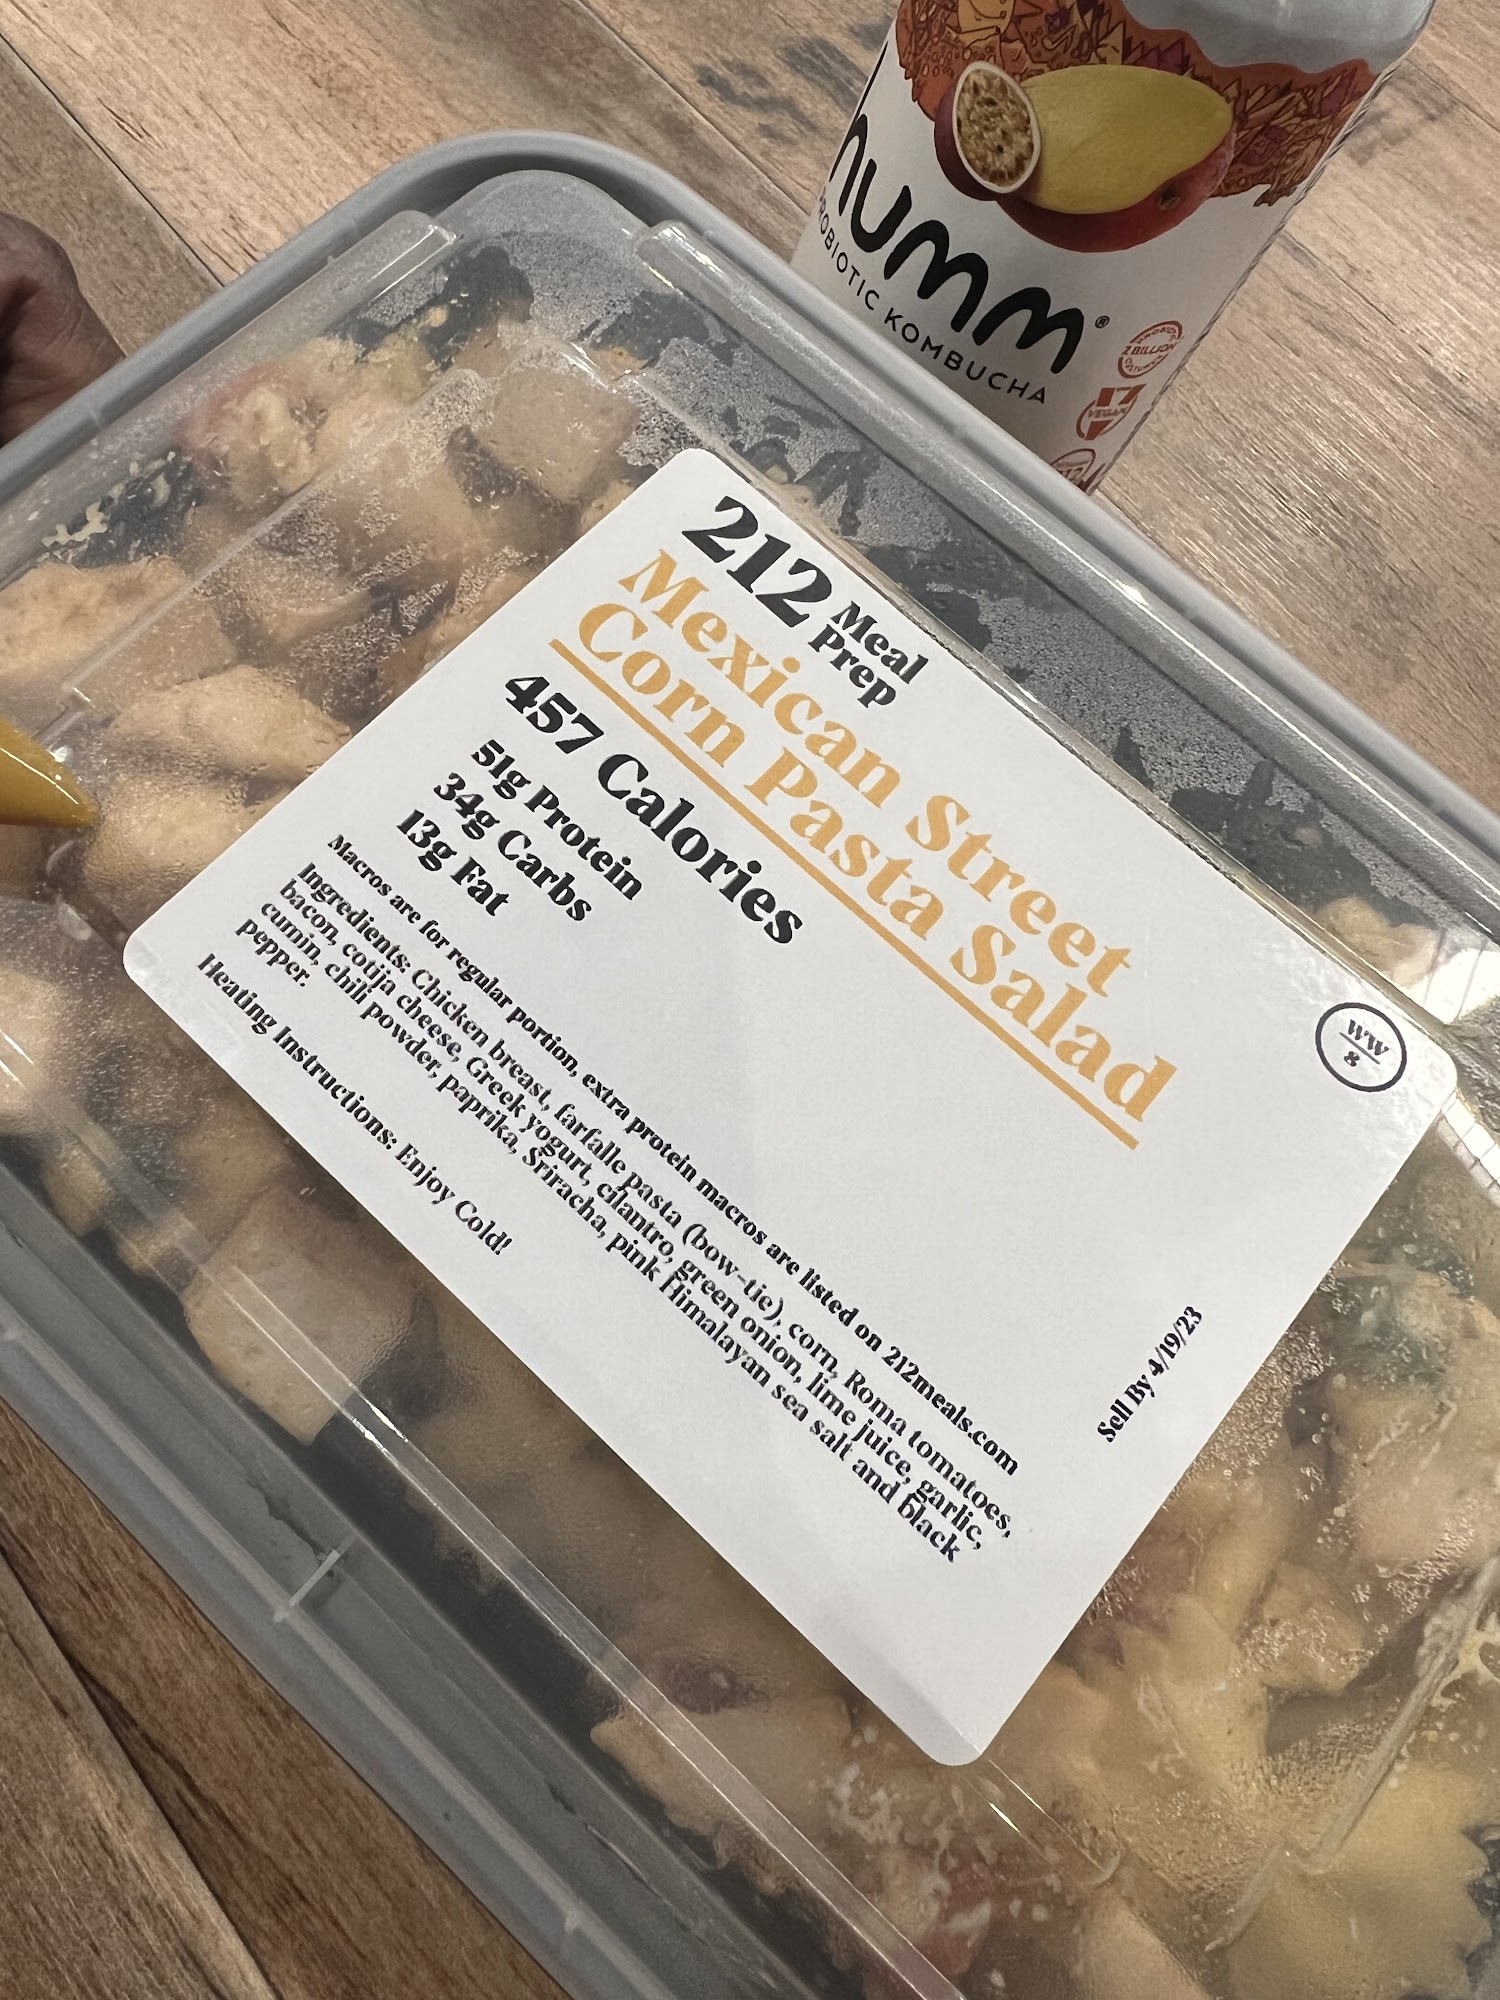 humm®
PROBIOTIC KOMBUCHA
2 BILLION
VEGAN
212 Meal
Prep
Mexican Street
Corn Pasta Salad
457 Calories
51g Protein
34g Carbs
13g Fat
Macros are for regular portion, extra protein macros are listed on 212meals.com
Ingredients: Chicken breast, farfalle pasta (bow-tie), corn, Roma tomatoes,
bacon, cotija cheese, Greek yogurt, cilantro, green onion, lime juice, garlic,
cumin, chili powder, paprika, Sriracha, pink Himalayan sea salt and black
pepper.
Heating Instructions: Enjoy Cold!
WW
8
Sell By 4/19/23